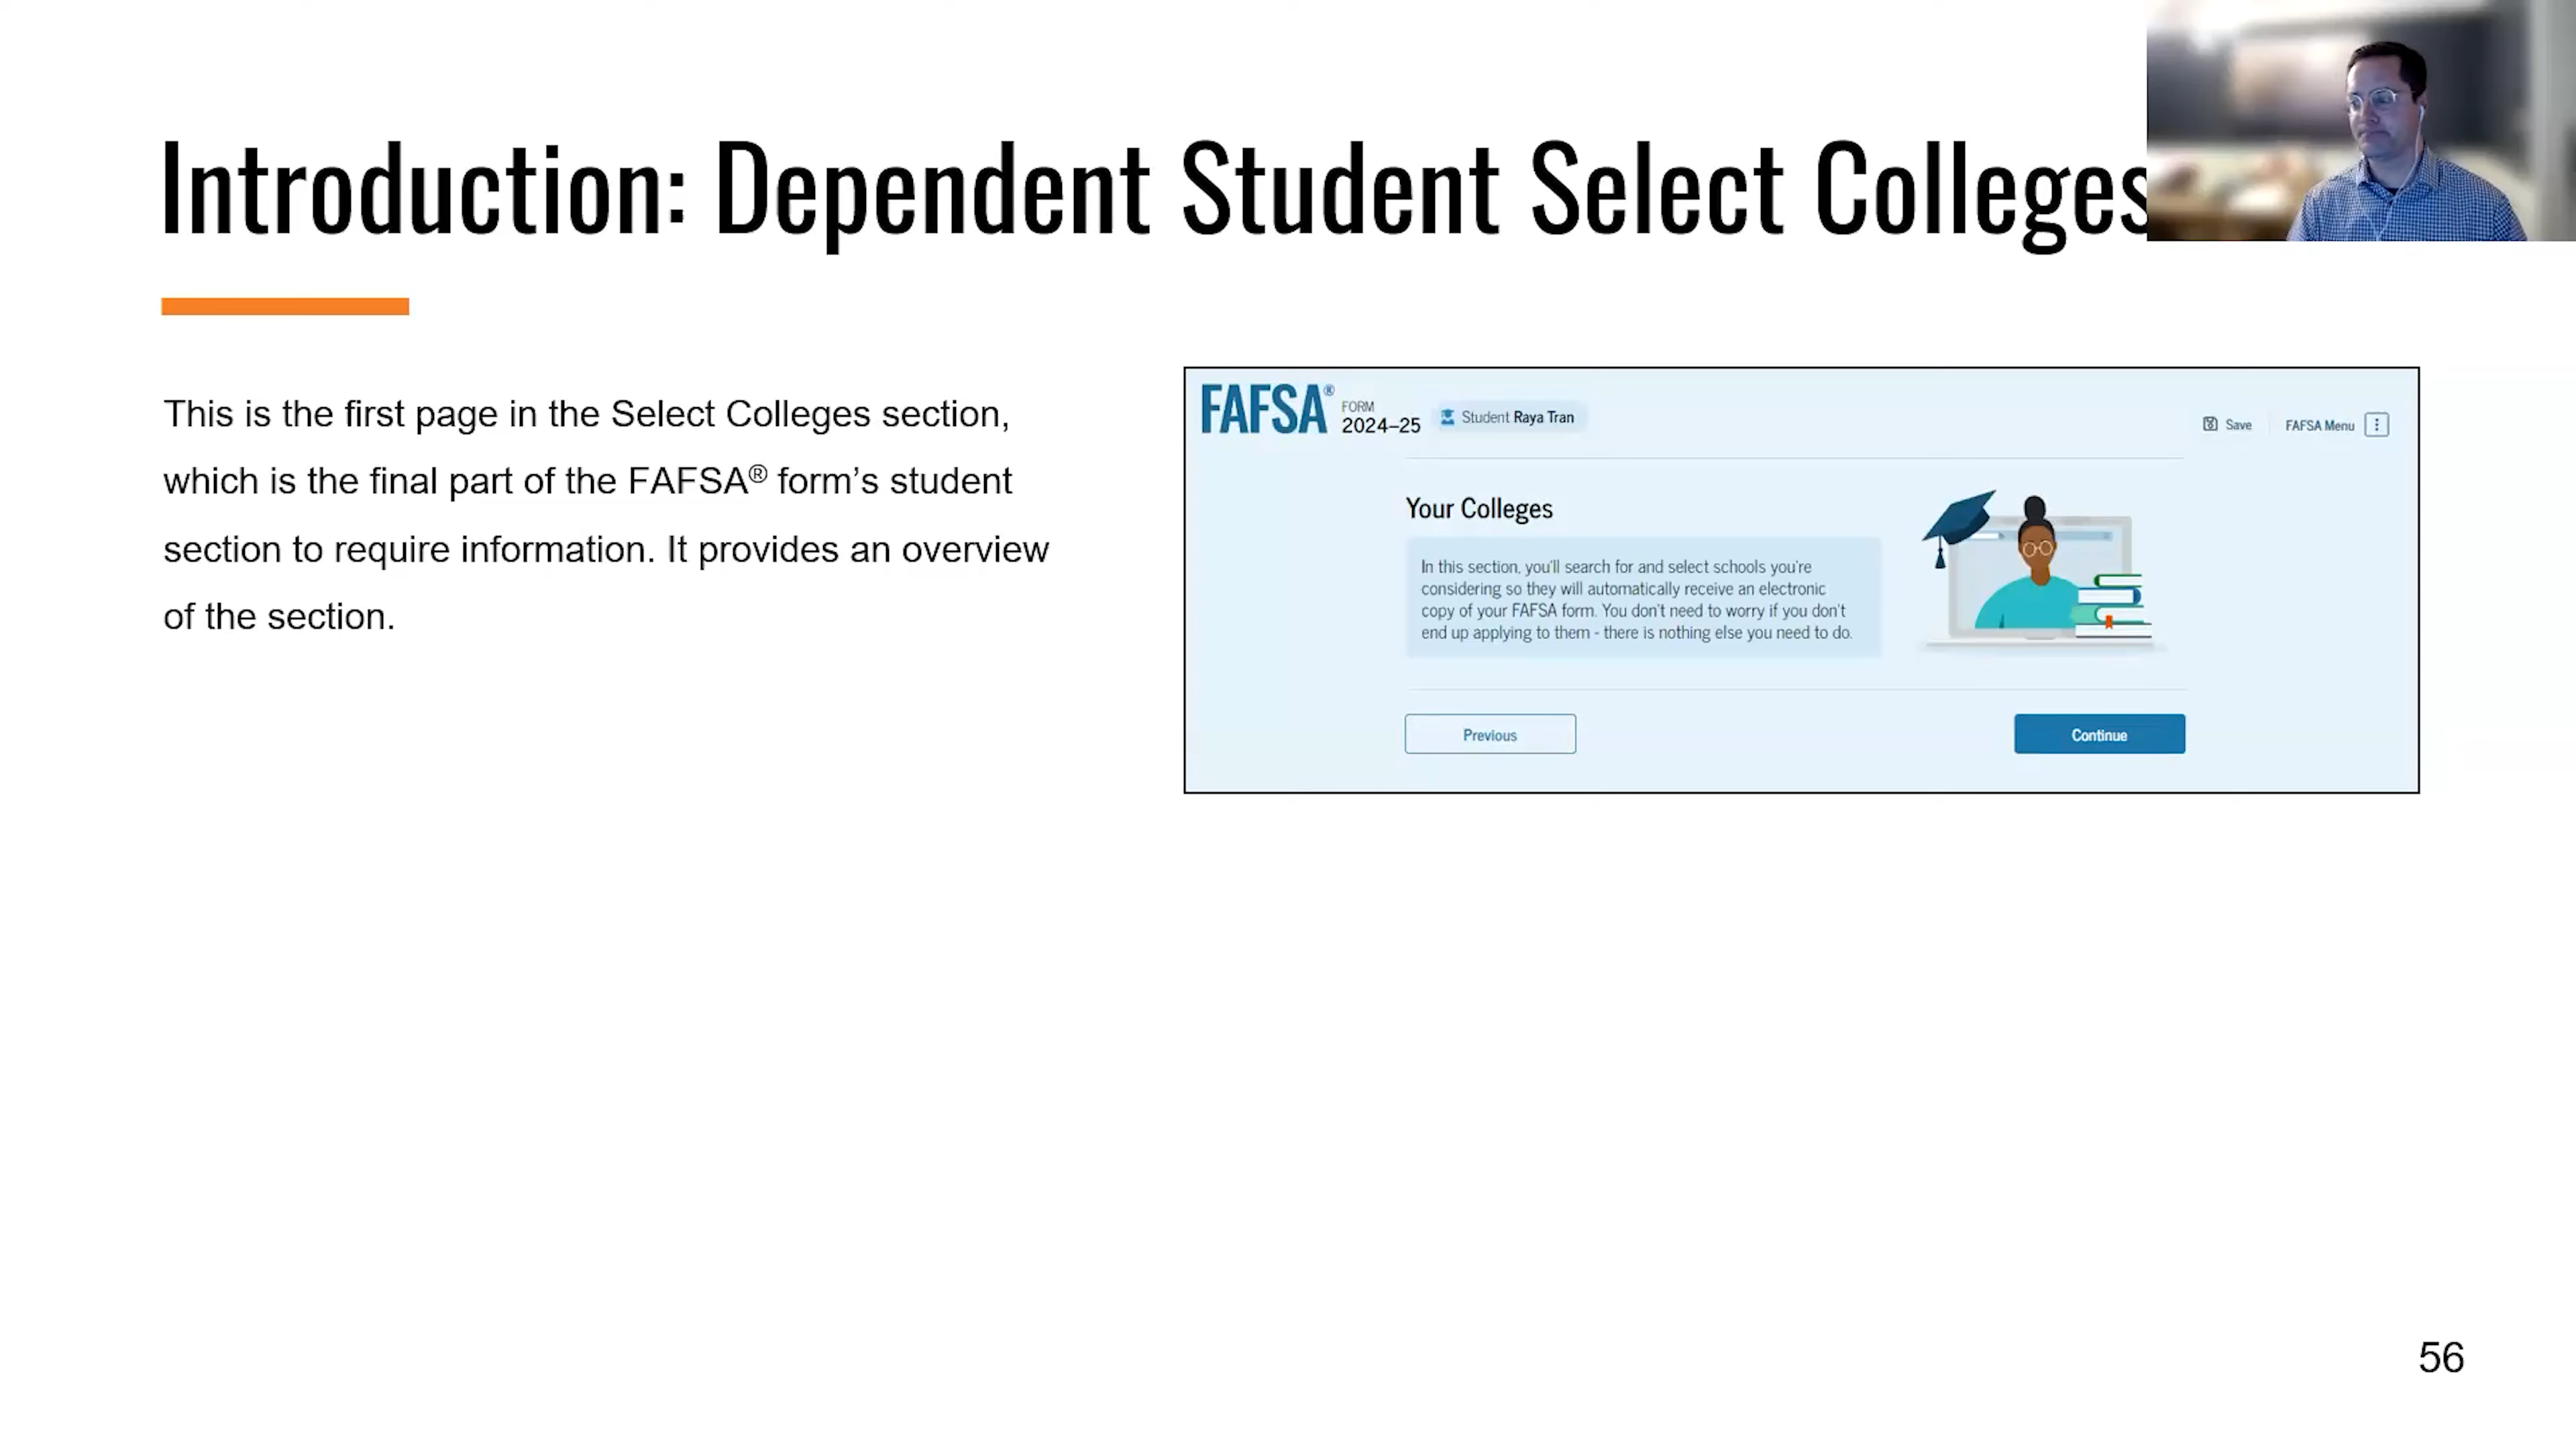 Introduction: Dependent Student Select Colleges
This is the first page in the Select Colleges section,
which is the final part of the FAFSA® form’s student
section to require information. It provides an overview
of the section.
FAFSA® FORM 2024–25
Student Raya Tran
Save
FAFSA Menu
Your Colleges
In this section, you'll search for and select schools you're
considering so they will automatically receive an electronic
copy of your FAFSA form. You don't need to worry if you don't
end up applying to them - there is nothing else you need to do.
Previous
Continue
56